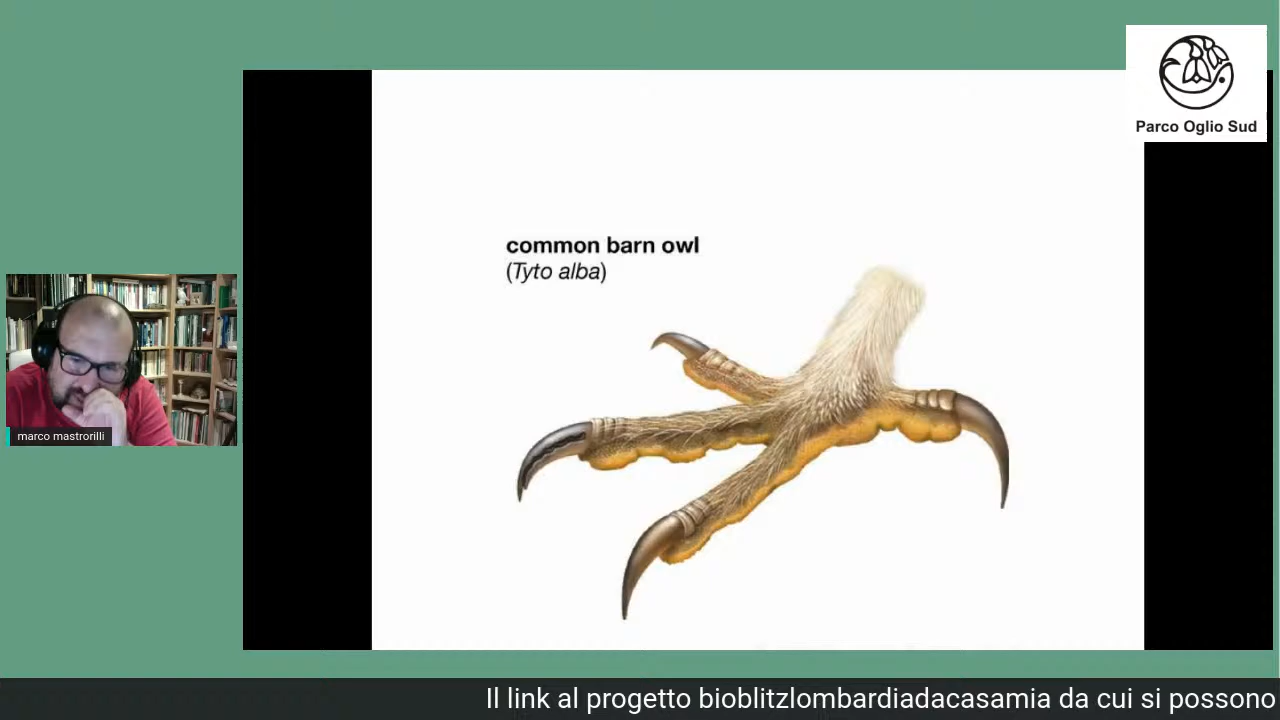 Parco Oglio Sud
common barn owl
(Tyto alba)
marco mastrorilli
Il link al progetto bioblitzlombardiadacasamia da cui si possono